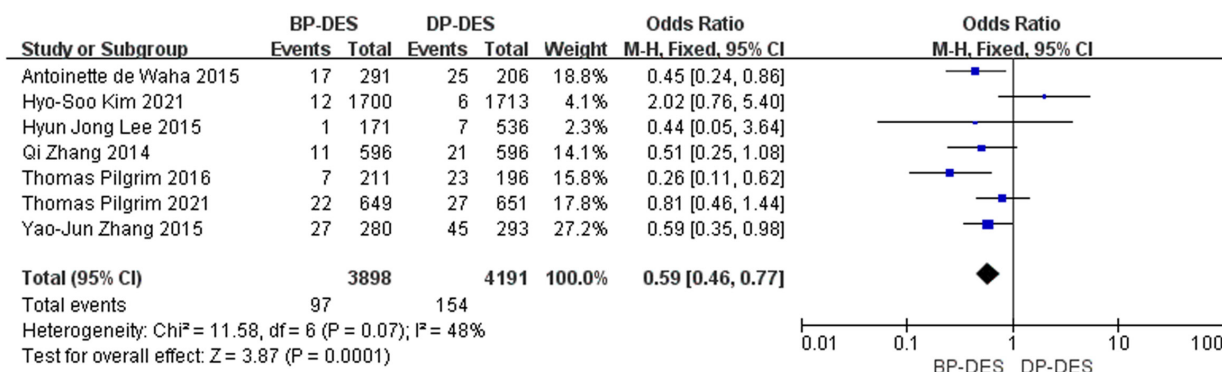 BP-DES DP-DES Odds Ratio Odds Ratio
Study or Subgroup Events Total Events Total Weight M-H, Fixed, 95% CI M-H, Fixed, 95% CI
Antoinette de Waha 2015 17 291 25 206 18.8% 0.45 [0.24, 0.86]
Hyo-Soo Kim 2021 12 1700 6 1713 4.1% 2.02 [0.76, 5.40]
Hyun Jong Lee 2015 1 171 7 536 2.3% 0.44 [0.05, 3.64]
Qi Zhang 2014 11 596 21 596 14.1% 0.51 [0.25, 1.08]
Thomas Pilgrim 2016 7 211 23 196 15.8% 0.26 [0.11, 0.62]
Thomas Pilgrim 2021 22 649 27 651 17.8% 0.81 [0.46, 1.44]
Yao-Jun Zhang 2015 27 280 45 293 27.2% 0.59 [0.35, 0.98]
Total (95% CI) 3898 4191 100.0% 0.59 [0.46, 0.77]
Total events 97 154
Heterogeneity: Chi² = 11.58, df = 6 (P = 0.07); I² = 48%
Test for overall effect: Z = 3.87 (P = 0.0001)
0.01 0.1 1 10 100
BP-DES DP-DES